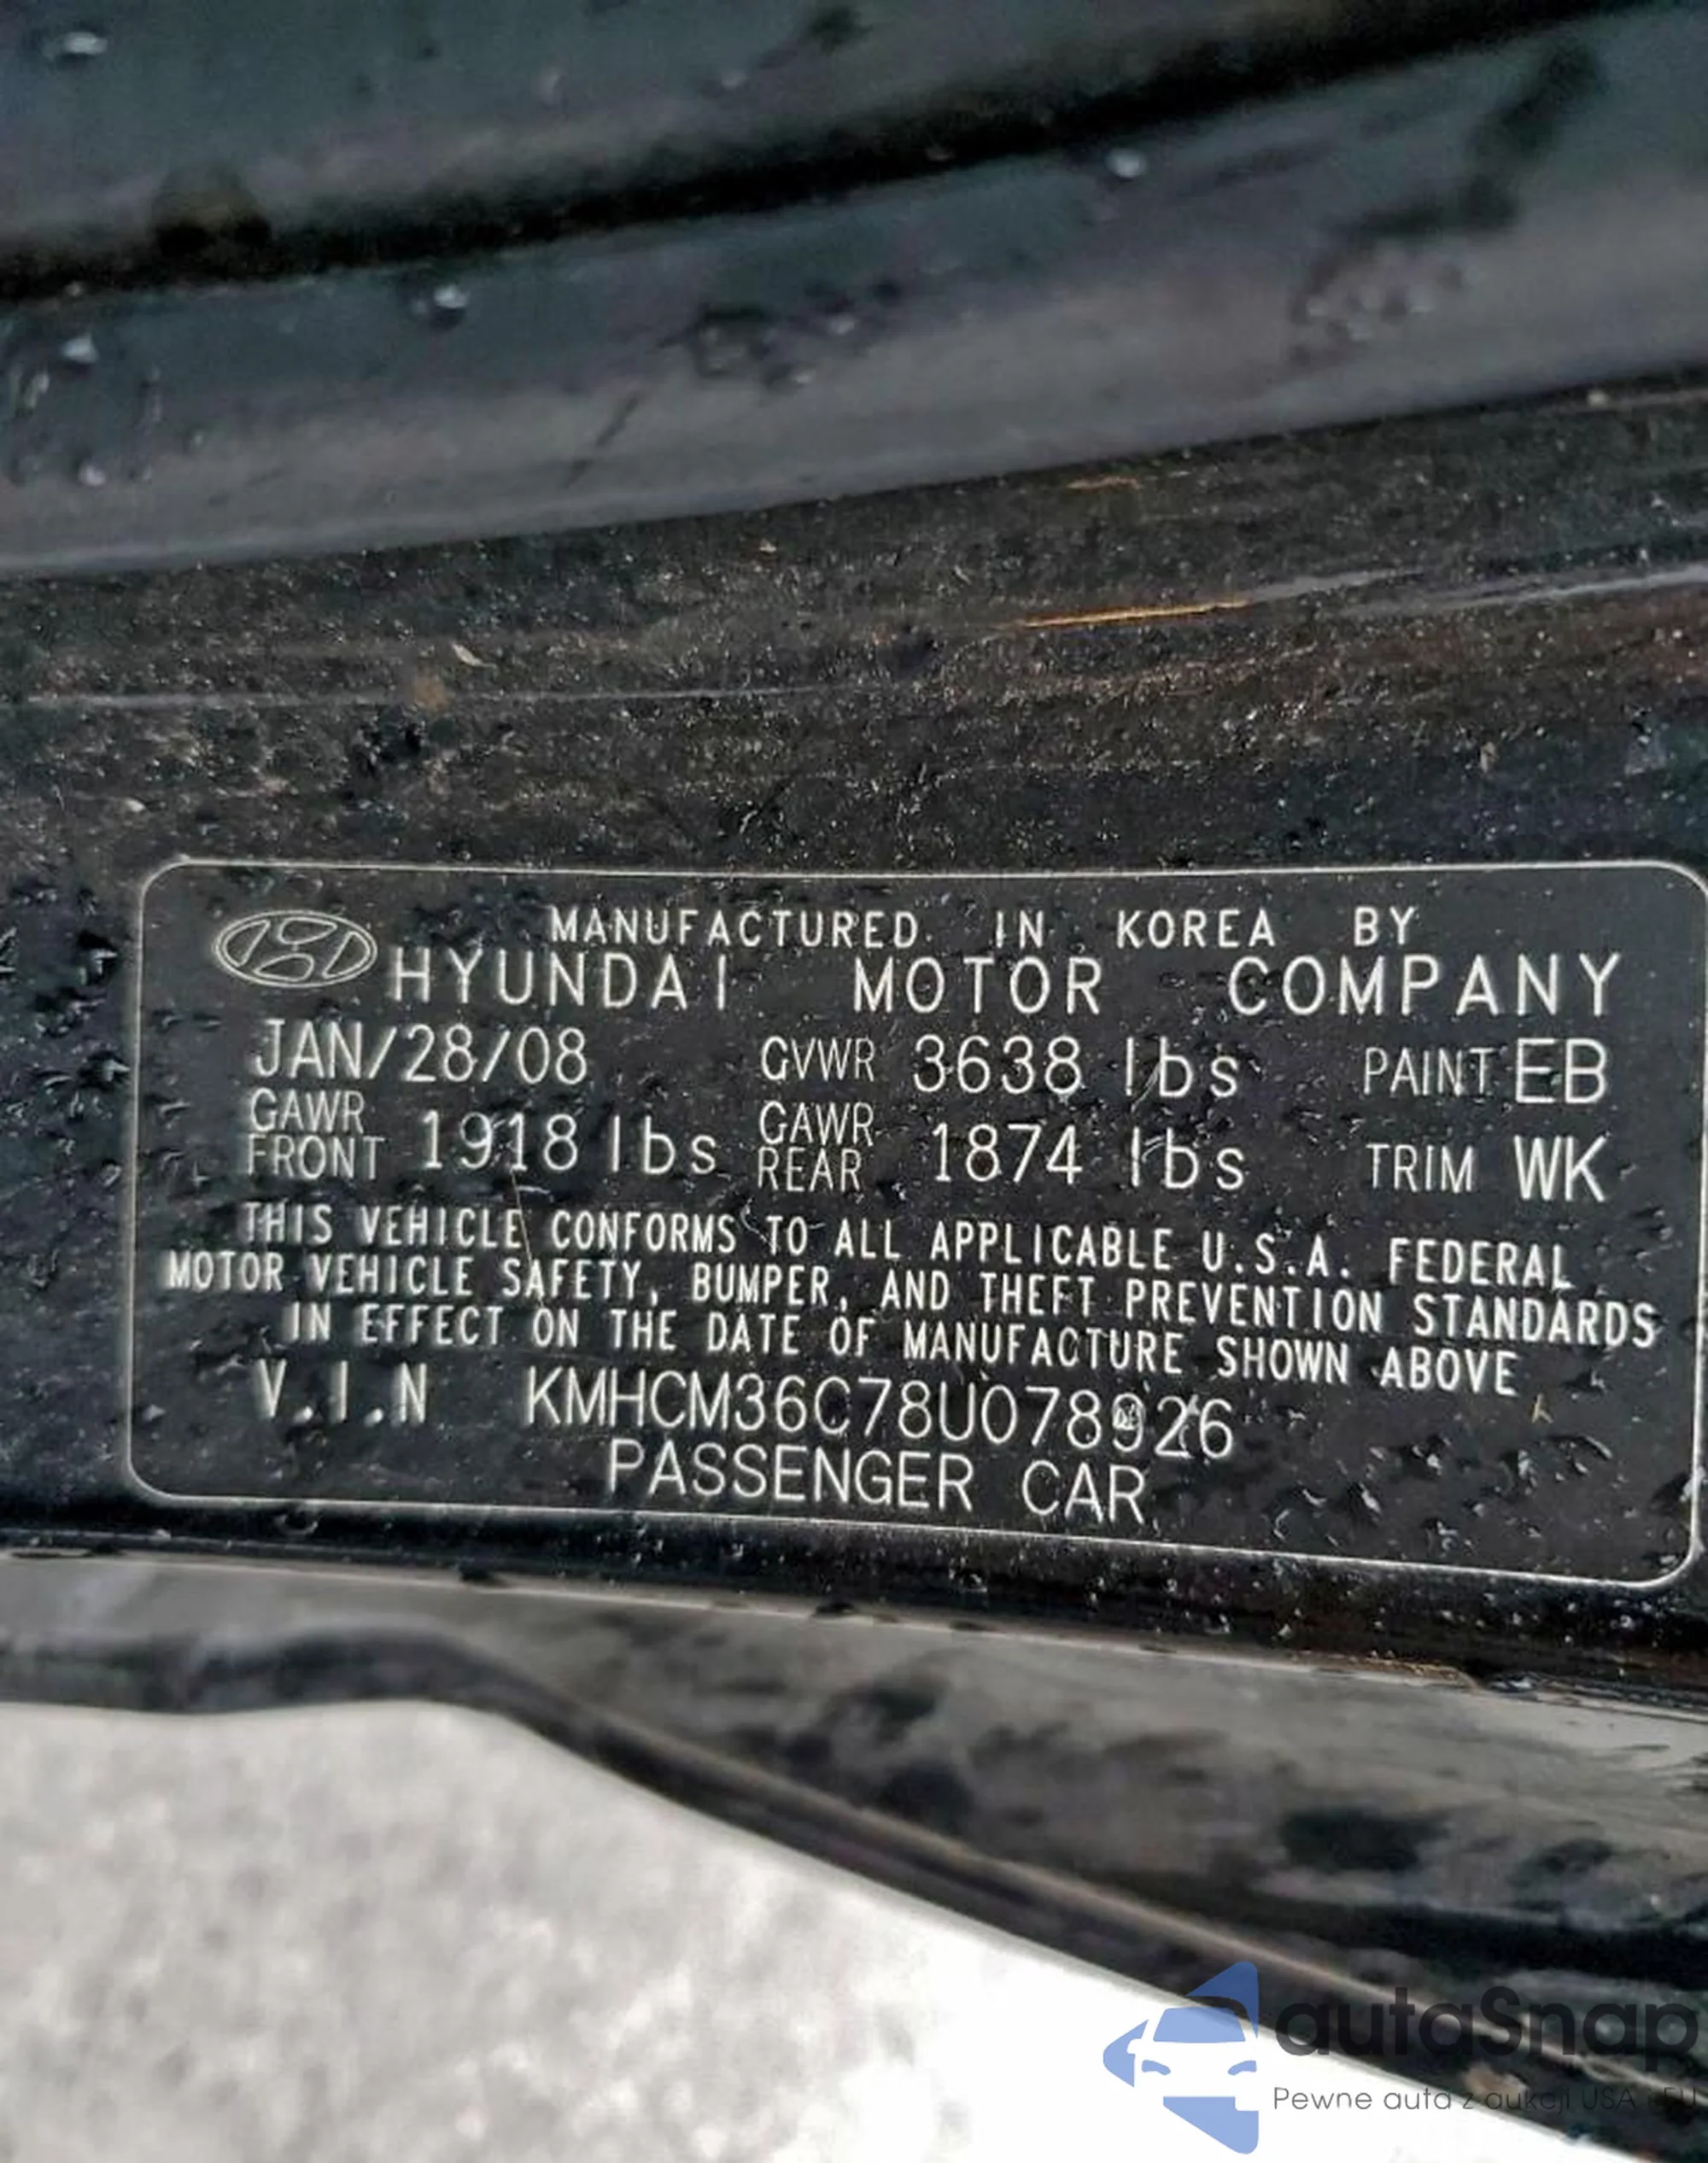 MANUFACTURED IN KOREA BY
HYUNDAI MOTOR COMPANY
JAN/28/08 GVWR 3638 lbs PAINT EB
GAWR FRONT 1918 lbs GAWR REAR 1874 lbs TRIM WK
THIS VEHICLE CONFORMS TO ALL APPLICABLE U.S.A. FEDERAL
MOTOR VEHICLE SAFETY, BUMPER, AND THEFT PREVENTION STANDARDS
IN EFFECT ON THE DATE OF MANUFACTURE SHOWN ABOVE
V.I.N KMHCM36C78U078926
PASSENGER CAR
autaSnap
Pewne auta z aukcji USA i EU